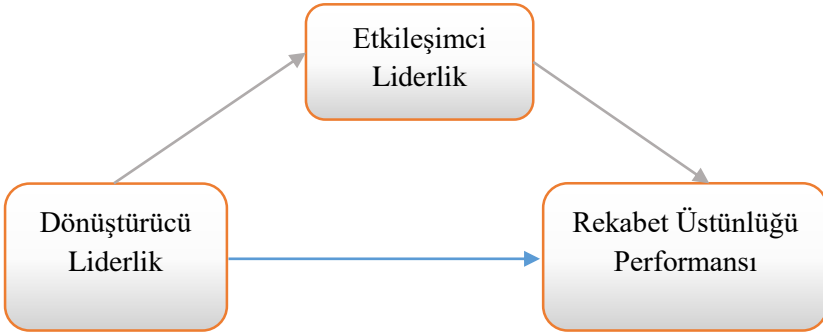 Etkileşimci
Liderlik
Dönüştürücü
Liderlik
Rekabet Üstünlüğü
Performansı